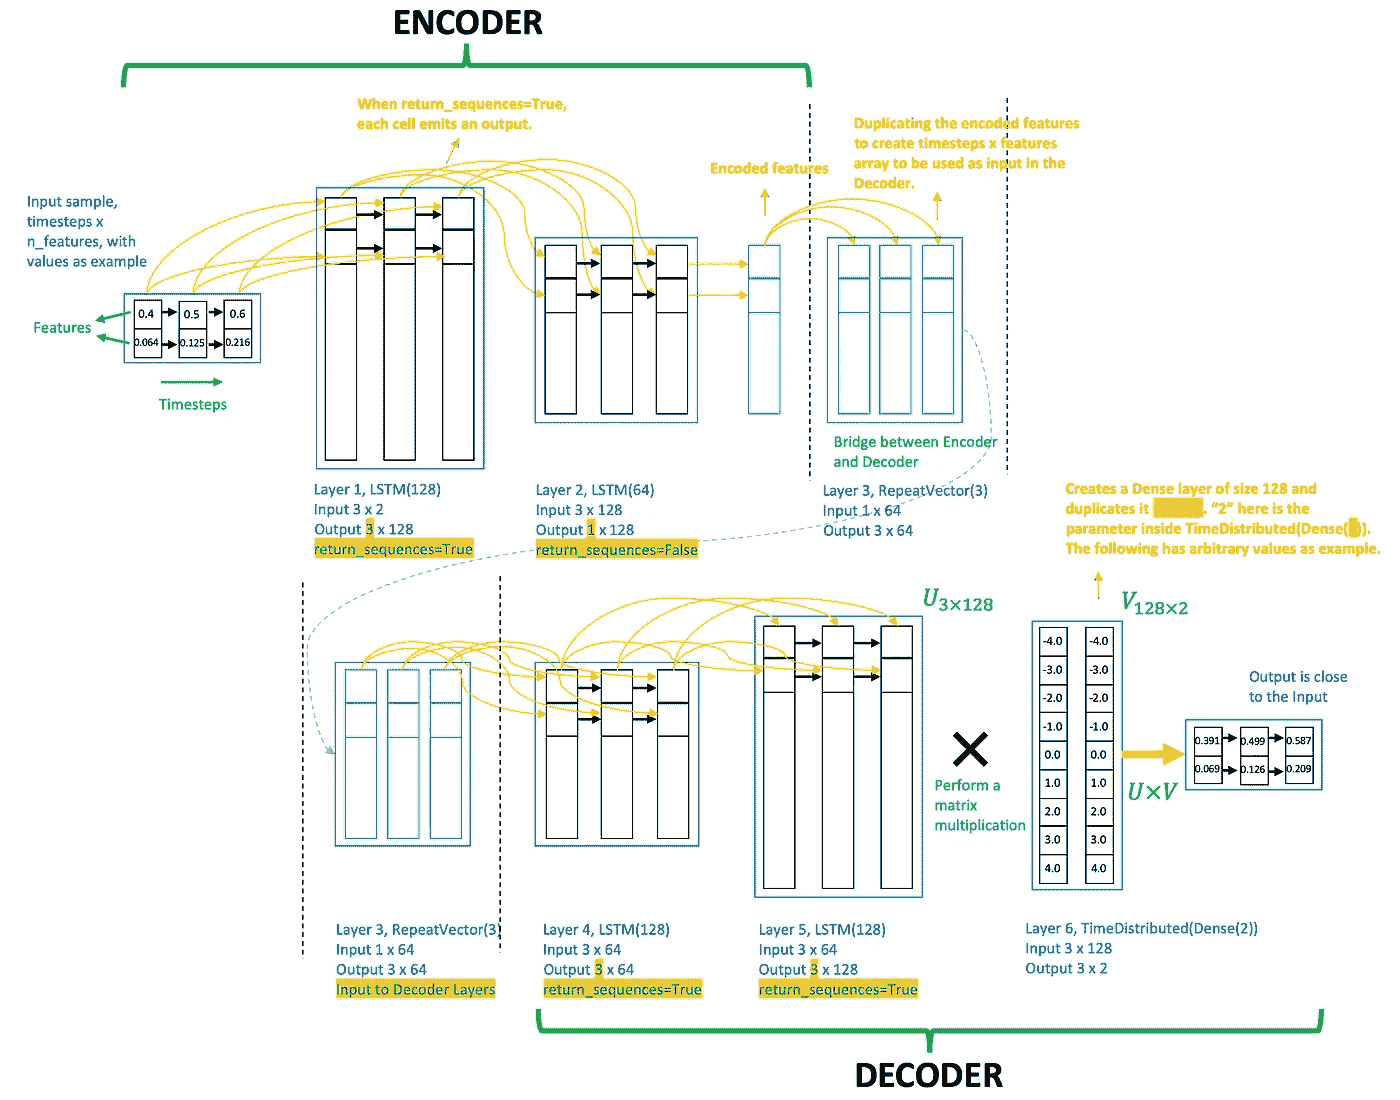 ENCODER
When return_sequences=True,
each cell emits an output.
Duplicating the encoded features
to create timesteps x features
array to be used as input in the
Decoder.
Encoded features
Input sample,
timesteps x
n_features, with
values as example
Features
0.4 0.5 0.6
0.064 0.125 0.216
Timesteps
Bridge between Encoder
and Decoder
Layer 1, LSTM(128)
Input 3 x 2
Output 3 x 128
return_sequences=True
Layer 2, LSTM(64)
Input 3 x 128
Output 1 x 128
return_sequences=False
Layer 3, RepeatVector(3)
Input 1 x 64
Output 3 x 64
Creates a Dense layer of size 128 and
duplicates it . “2” here is the
parameter inside TimeDistributed(Dense( )).
The following has arbitrary values as example.
U3×128
V128×2
-4.0 -4.0
-3.0 -3.0
-2.0 -2.0
-1.0 -1.0
0.0 0.0
1.0 1.0
2.0 2.0
3.0 3.0
4.0 4.0
Perform a
matrix
multiplication
U×V
Output is close
to the Input
0.391 0.499 0.587
0.069 0.126 0.209
Layer 3, RepeatVector(3)
Input 1 x 64
Output 3 x 64
Input to Decoder Layers
Layer 4, LSTM(128)
Input 3 x 64
Output 3 x 64
return_sequences=True
Layer 5, LSTM(128)
Input 3 x 64
Output 3 x 128
return_sequences=True
Layer 6, TimeDistributed(Dense(2))
Input 3 x 128
Output 3 x 2
DECODER